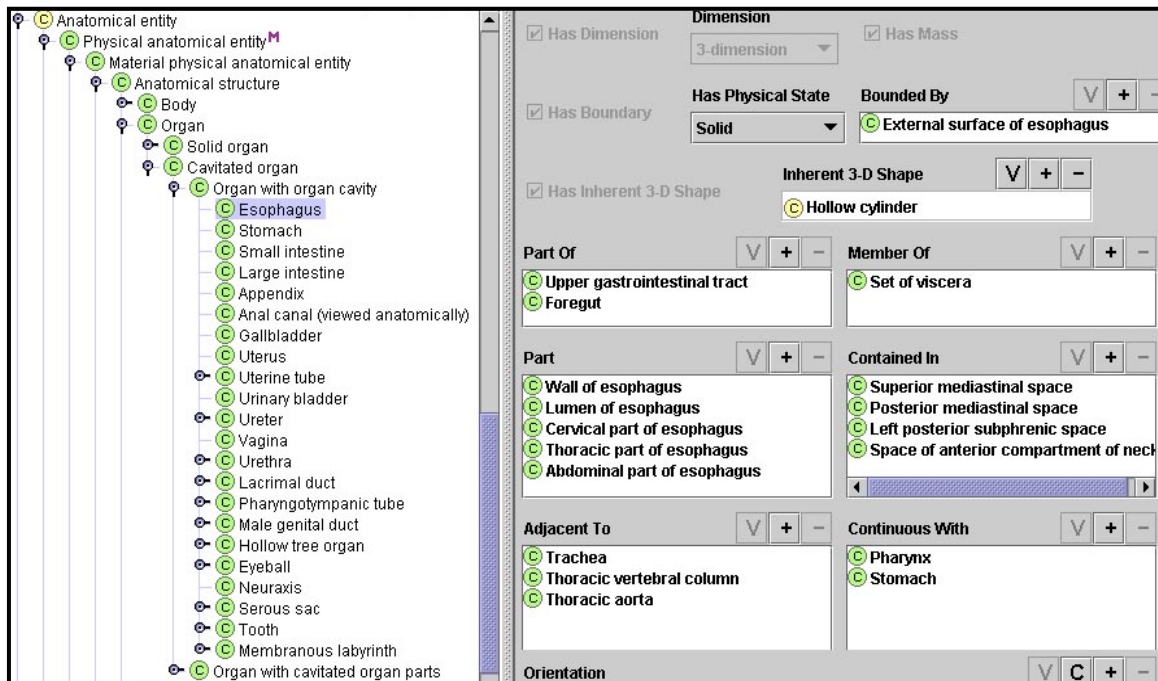 Anatomical entity
Physical anatomical entityM
Material physical anatomical entity
Anatomical structure
Body
Organ
Solid organ
Cavitated organ
Organ with organ cavity
Esophagus
Stomach
Small intestine
Large intestine
Appendix
Anal canal (viewed anatomically)
Gallbladder
Uterus
Uterine tube
Urinary bladder
Ureter
Vagina
Urethra
Lacrimal duct
Pharyngotympanic tube
Male genital duct
Hollow tree organ
Eyeball
Neuraxis
Serous sac
Tooth
Membranous labyrinth
Organ with cavitated organ parts
Dimension
Has Dimension
3-dimension
Has Mass
Has Boundary
Has Physical State
Solid
Bounded By
V + −
External surface of esophagus
Has Inherent 3-D Shape
Inherent 3-D Shape
V + −
Hollow cylinder
Part Of
V + −
Upper gastrointestinal tract
Foregut
Member Of
V + −
Set of viscera
Part
V + −
Wall of esophagus
Lumen of esophagus
Cervical part of esophagus
Thoracic part of esophagus
Abdominal part of esophagus
Contained In
V + −
Superior mediastinal space
Posterior mediastinal space
Left posterior subphrenic space
Space of anterior compartment of neck
Adjacent To
V + −
Trachea
Thoracic vertebral column
Thoracic aorta
Continuous With
V + −
Pharynx
Stomach
Orientation
V C + −